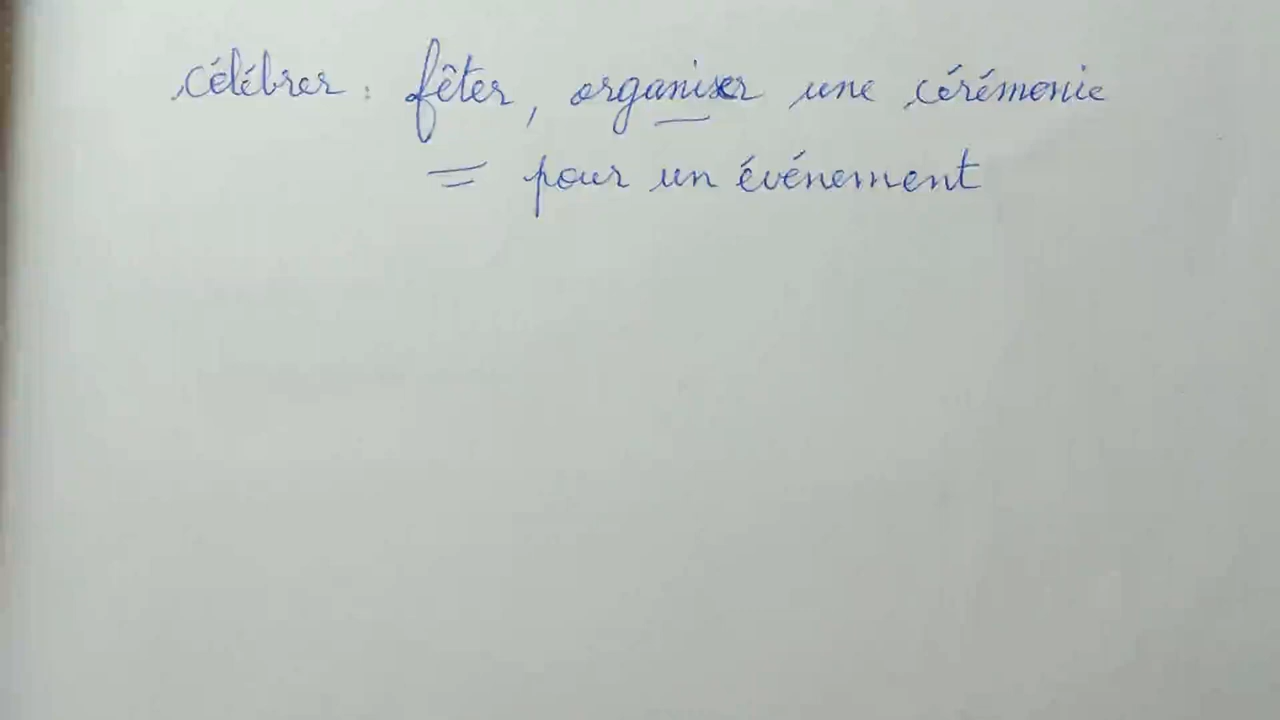 célébrer : fêter, organiser une cérémonie
= pour un événement